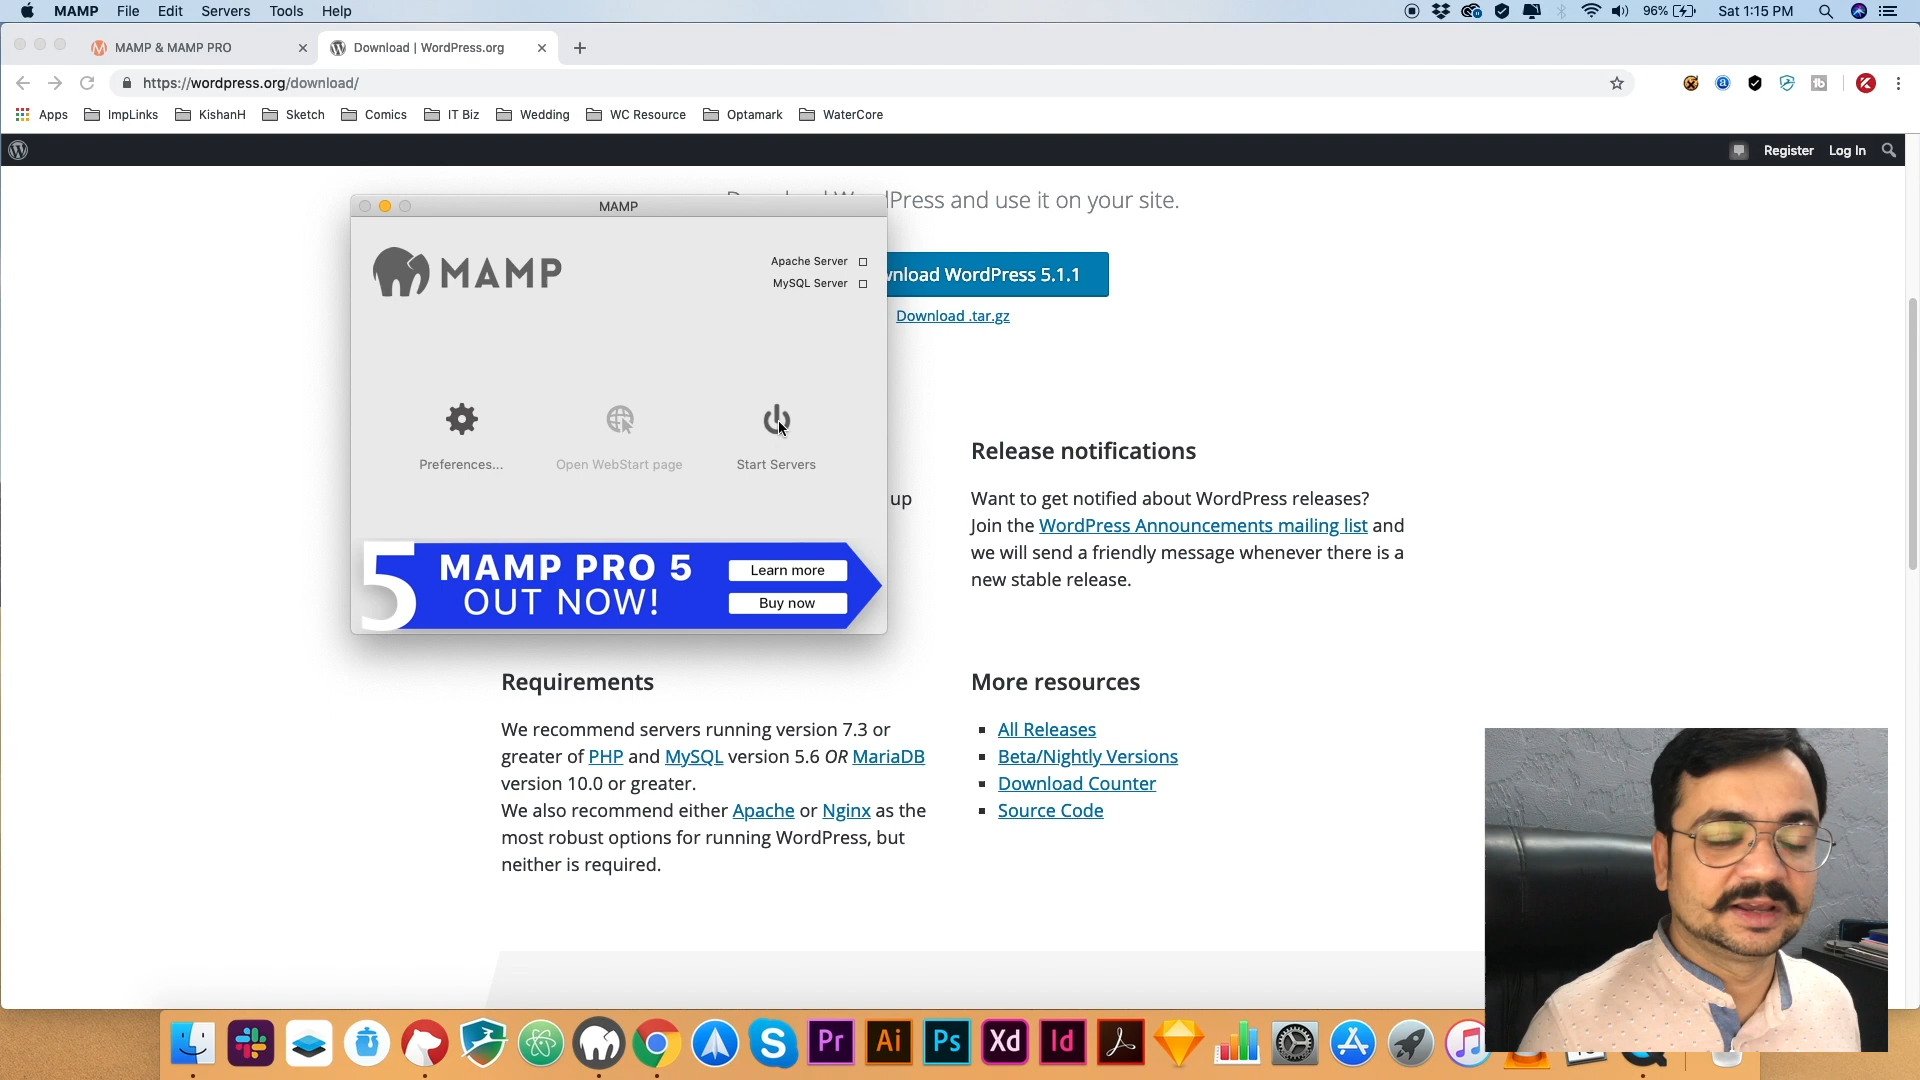 MAMP File Edit Servers Tools Help
96% Sat 1:15 PM
MAMP & MAMP PRO
Download | WordPress.org
https://wordpress.org/download/
Apps ImpLinks KishanH Sketch Comics IT Biz Wedding WC Resource Optamark WaterCore
Register Log In
Press and use it on your site.
MAMP
MAMP
Apache Server
MySQL Server
nload WordPress 5.1.1
Download .tar.gz
Preferences...
Open WebStart page
Start Servers
up
5 MAMP PRO 5
OUT NOW!
Learn more
Buy now
Release notifications
Want to get notified about WordPress releases?
Join the WordPress Announcements mailing list and
we will send a friendly message whenever there is a
new stable release.
Requirements
We recommend servers running version 7.3 or
greater of PHP and MySQL version 5.6 OR MariaDB
version 10.0 or greater.
We also recommend either Apache or Nginx as the
most robust options for running WordPress, but
neither is required.
More resources
All Releases
Beta/Nightly Versions
Download Counter
Source Code
Pr Ai Ps Xd Id